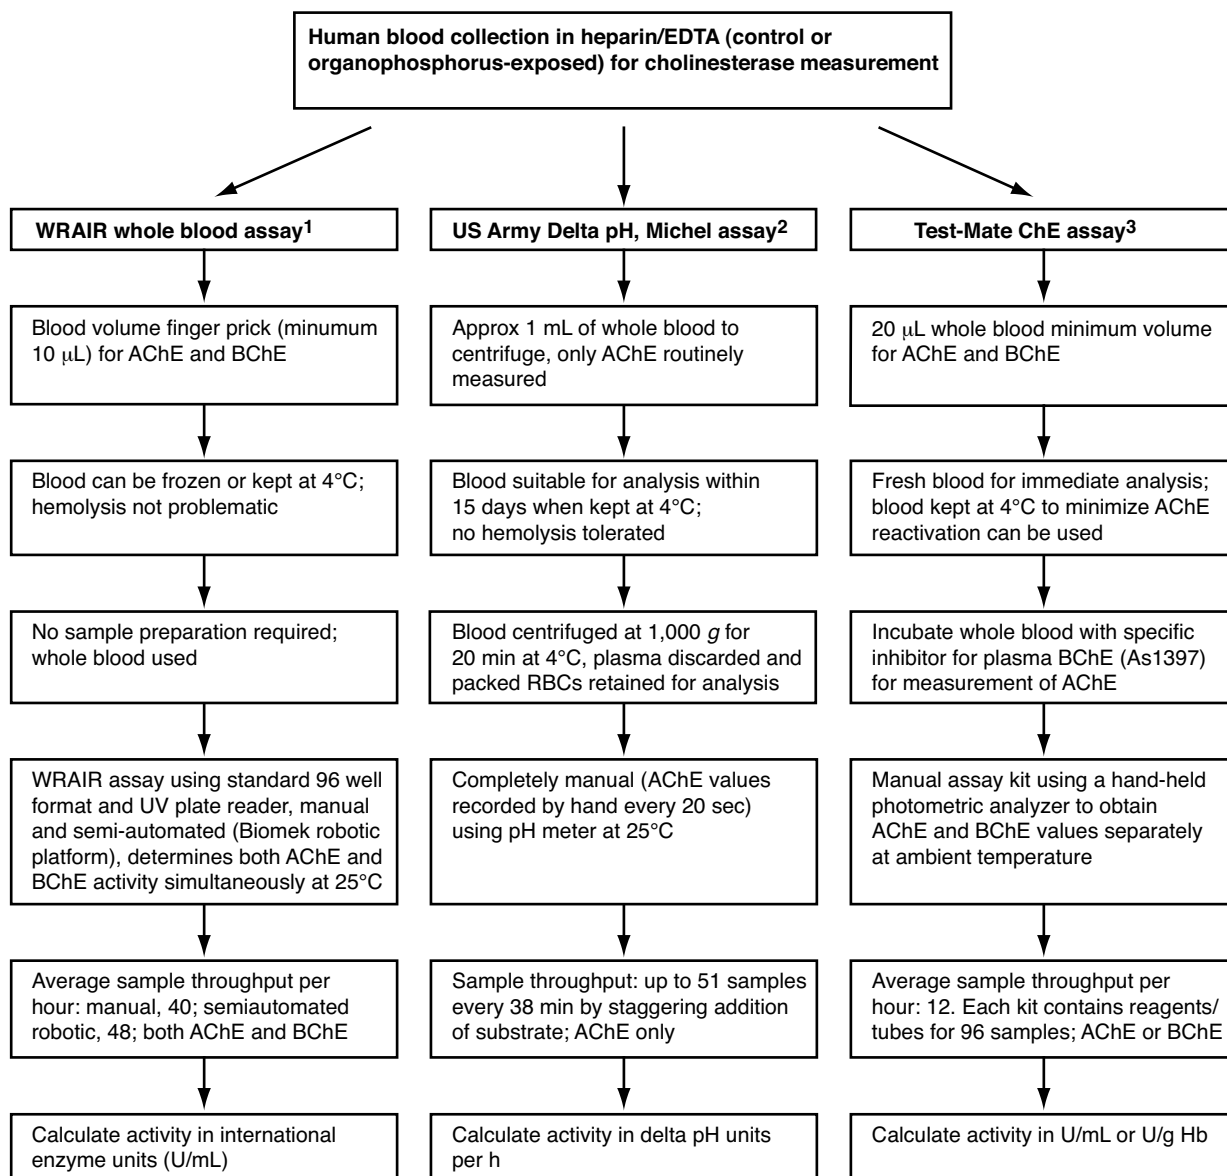 Human blood collection in heparin/EDTA (control or
organophosphorus-exposed) for cholinesterase measurement
WRAIR whole blood assay1
US Army Delta pH, Michel assay2
Test-Mate ChE assay3
Blood volume finger prick (minumum
10 μL) for AChE and BChE
Approx 1 mL of whole blood to
centrifuge, only AChE routinely
measured
20 μL whole blood minimum volume
for AChE and BChE
Blood can be frozen or kept at 4°C;
hemolysis not problematic
Blood suitable for analysis within
15 days when kept at 4°C;
no hemolysis tolerated
Fresh blood for immediate analysis;
blood kept at 4°C to minimize AChE
reactivation can be used
No sample preparation required;
whole blood used
Blood centrifuged at 1,000 g for
20 min at 4°C, plasma discarded and
packed RBCs retained for analysis
Incubate whole blood with specific
inhibitor for plasma BChE (As1397)
for measurement of AChE
WRAIR assay using standard 96 well
format and UV plate reader, manual
and semi-automated (Biomek robotic
platform), determines both AChE and
BChE activity simultaneously at 25°C
Completely manual (AChE values
recorded by hand every 20 sec)
using pH meter at 25°C
Manual assay kit using a hand-held
photometric analyzer to obtain
AChE and BChE values separately
at ambient temperature
Average sample throughput per
hour: manual, 40; semiautomated
robotic, 48; both AChE and BChE
Sample throughput: up to 51 samples
every 38 min by staggering addition
of substrate; AChE only
Average sample throughput per
hour: 12. Each kit contains reagents/
tubes for 96 samples; AChE or BChE
Calculate activity in international
enzyme units (U/mL)
Calculate activity in delta pH units
per h
Calculate activity in U/mL or U/g Hb